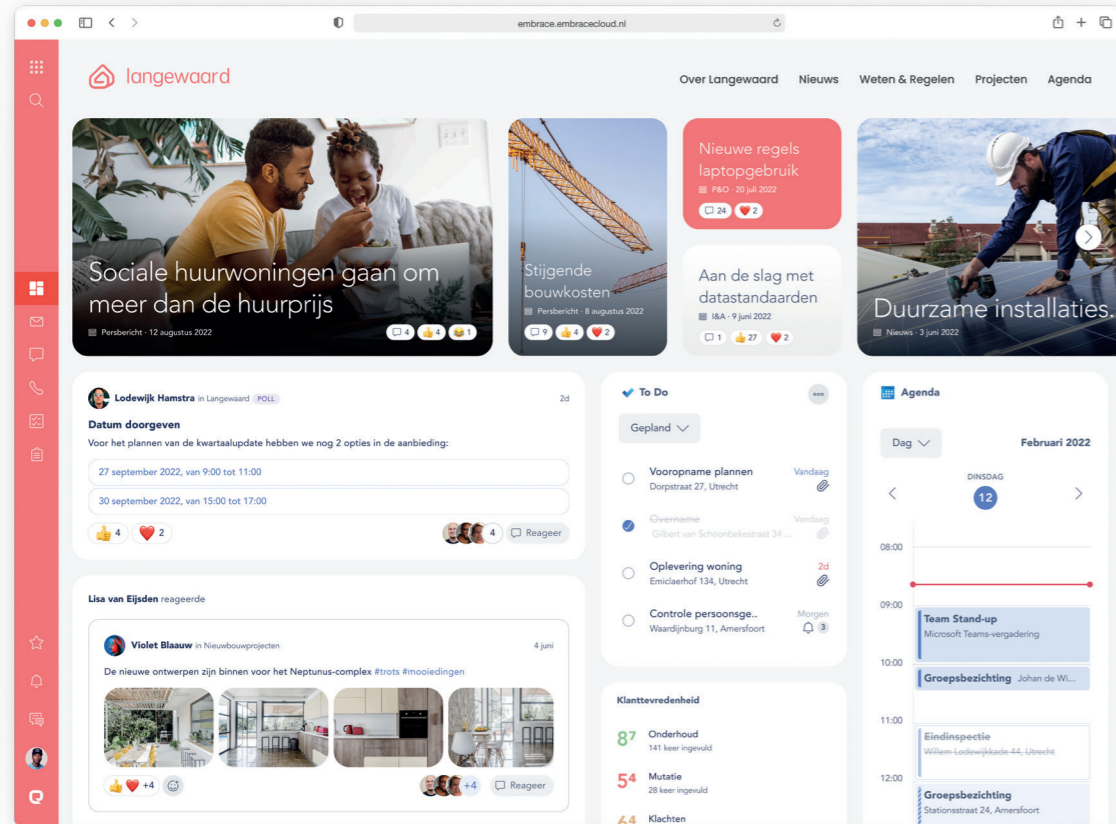 embrace.embracecloud.nl
langewaard
Over Langewaard
Nieuws
Weten & Regelen
Projecten
Agenda
Sociale huurwoningen gaan om
meer dan de huurprijs
Persbericht · 12 augustus 2022
4
4
1
Stijgende
bouwkosten
Persbericht · 8 augustus 2022
9
4
2
Nieuwe regels
laptopgebruik
P&O · 20 juli 2022
24
2
Aan de slag met
datastandaarden
I&A · 9 juni 2022
1
27
2
Duurzame installaties.
Nieuws · 3 juni 2022
Lodewijk Hamstra in Langewaard POLL
2d
Datum doorgeven
Voor het plannen van de kwartaalupdate hebben we nog 2 opties in de aanbieding:
27 september 2022, van 9:00 tot 11:00
30 september 2022, van 15:00 tot 17:00
4
2
4
Reageer
Lisa van Eijsden reageerde
Violet Blaauw in Nieuwbouwprojecten
4 juni
De nieuwe ontwerpen zijn binnen voor het Neptunus-complex #trots #mooiedingen
+4
+4
Reageer
To Do
Gepland
Vooropname plannen
Vandaag
Dorpstraat 27, Utrecht
Overname
Vandaag
Gilbert van Schoonbekestraat 34 ...
Oplevering woning
2d
Emiclaerhof 134, Utrecht
Controle persoonsge..
Morgen
Waardijnburg 11, Amersfoort
3
Klanttevredenheid
87
Onderhoud
141 keer ingevuld
54
Mutatie
28 keer ingevuld
64
Klachten
Agenda
Dag
Februari 2022
DINSDAG
12
08:00
09:00
Team Stand-up
Microsoft Teams-vergadering
10:00
Groepsbezichting Johan de Wi...
11:00
Eindinspectie
Willem Lodewijkkade 44, Utrecht
12:00
Groepsbezichting
Stationsstraat 24, Amersfoort